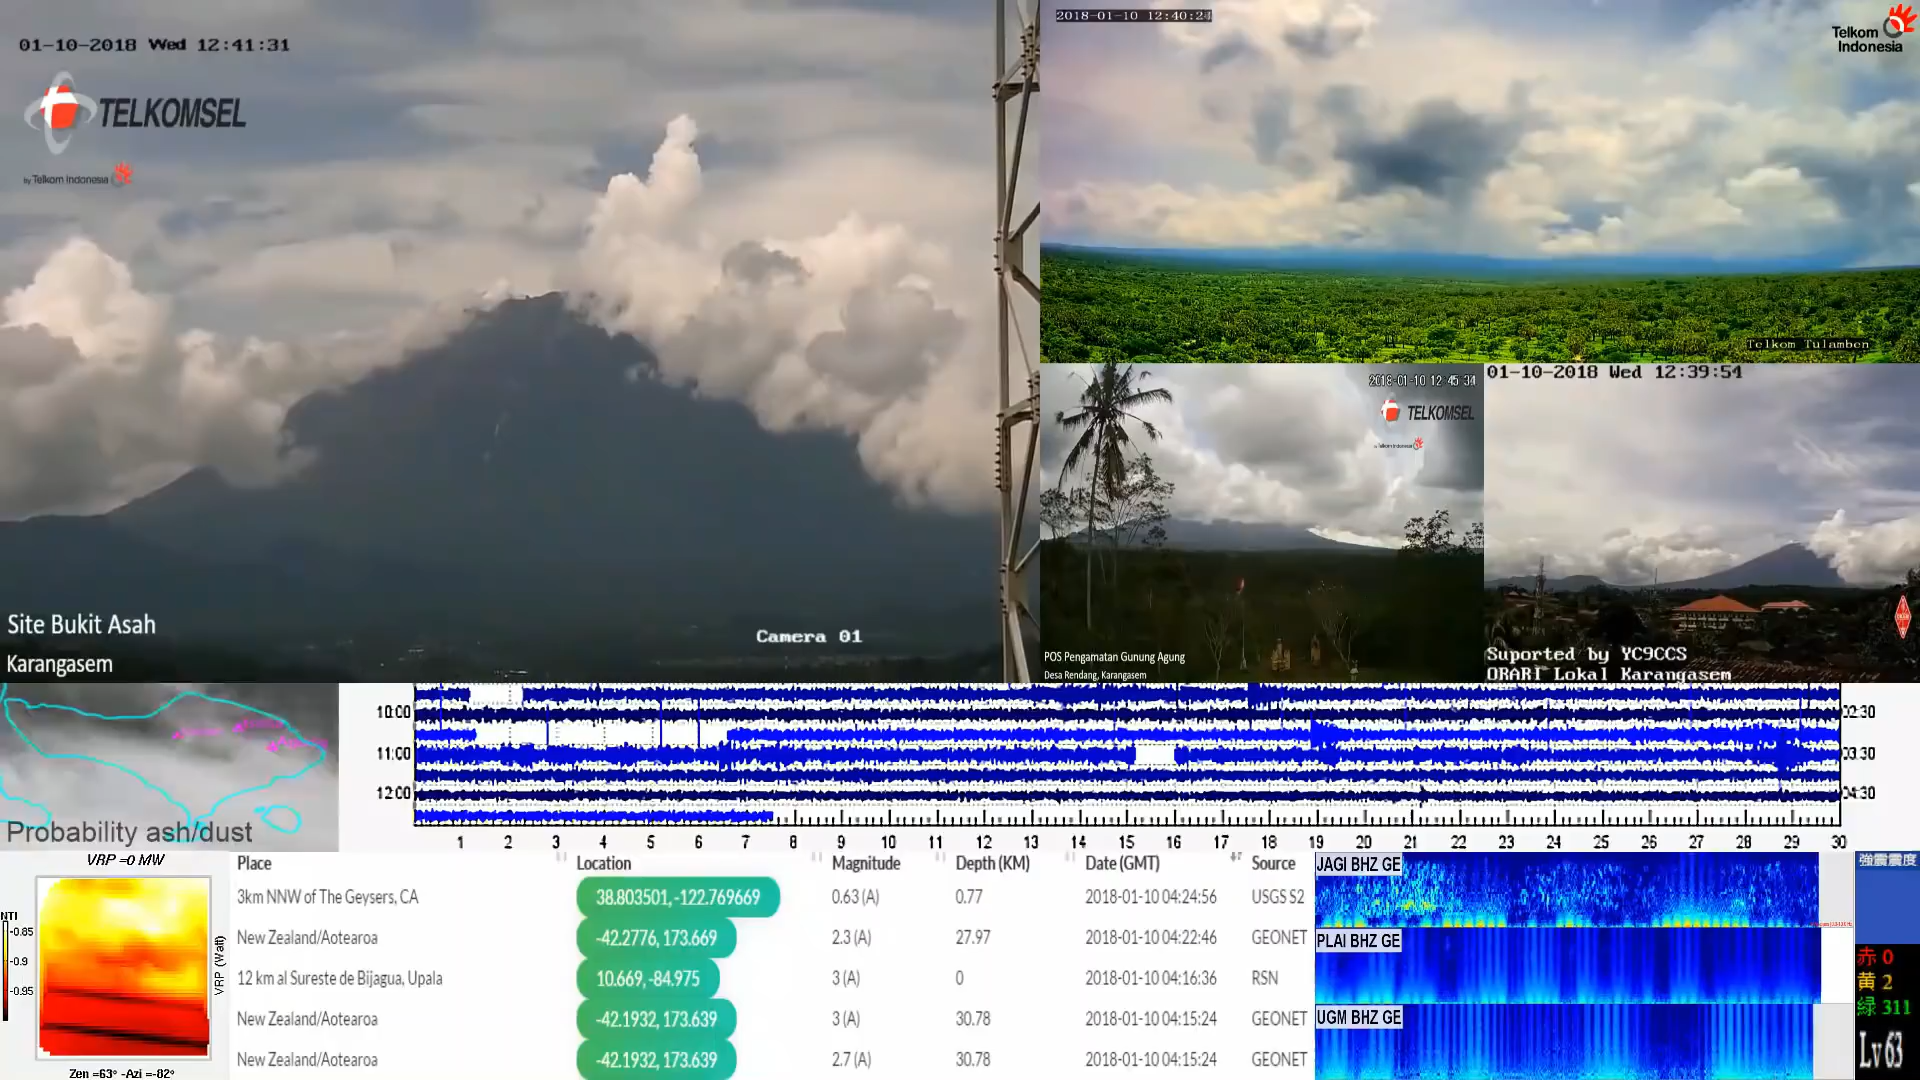 01-10-2018 Wed 12:41:31
TELKOMSEL
by Telkom Indonesia
Site Bukit Asah
Karangasem
Camera 01
2018-01-10 12:40:24
Telkom
Indonesia
Telkom Tulamben
2018-01-10 12:45:34
TELKOMSEL
by Telkom Indonesia
POS Pengamatan Gunung Agung
Desa Rendang, Karangasem
01-10-2018 Wed 12:39:54
Suported by YC9CCS
ORARI Lokal Karangasem
Probability ash/dust
10:00
11:00
12:00
02:30
03:30
04:30
1 2 3 4 5 6 7 8 9 10 11 12 13 14 15 16 17 18 19 20 21 22 23 24 25 26 27 28 29 30
VRP =0 MW
NTI
-0.85
-0.9
-0.95
VRP (Watt)
Zen =63° -Azi =-82°
Place Location Magnitude Depth (KM) Date (GMT) Source
3km NNW of The Geysers, CA 38.803501,-122.769669 0.63 (A) 0.77 2018-01-10 04:24:56 USGS S2
New Zealand/Aotearoa -42.2776, 173.669 2.3 (A) 27.97 2018-01-10 04:22:46 GEONET
12 km al Sureste de Bijagua, Upala 10.669,-84.975 3 (A) 0 2018-01-10 04:16:36 RSN
New Zealand/Aotearoa -42.1932, 173.639 3 (A) 30.78 2018-01-10 04:15:24 GEONET
New Zealand/Aotearoa -42.1932, 173.639 2.7 (A) 30.78 2018-01-10 04:15:24 GEONET
JAGI BHZ GE
PLAI BHZ GE
UGM BHZ GE
強震震度
赤 0
黄 2
緑 311
Lv63